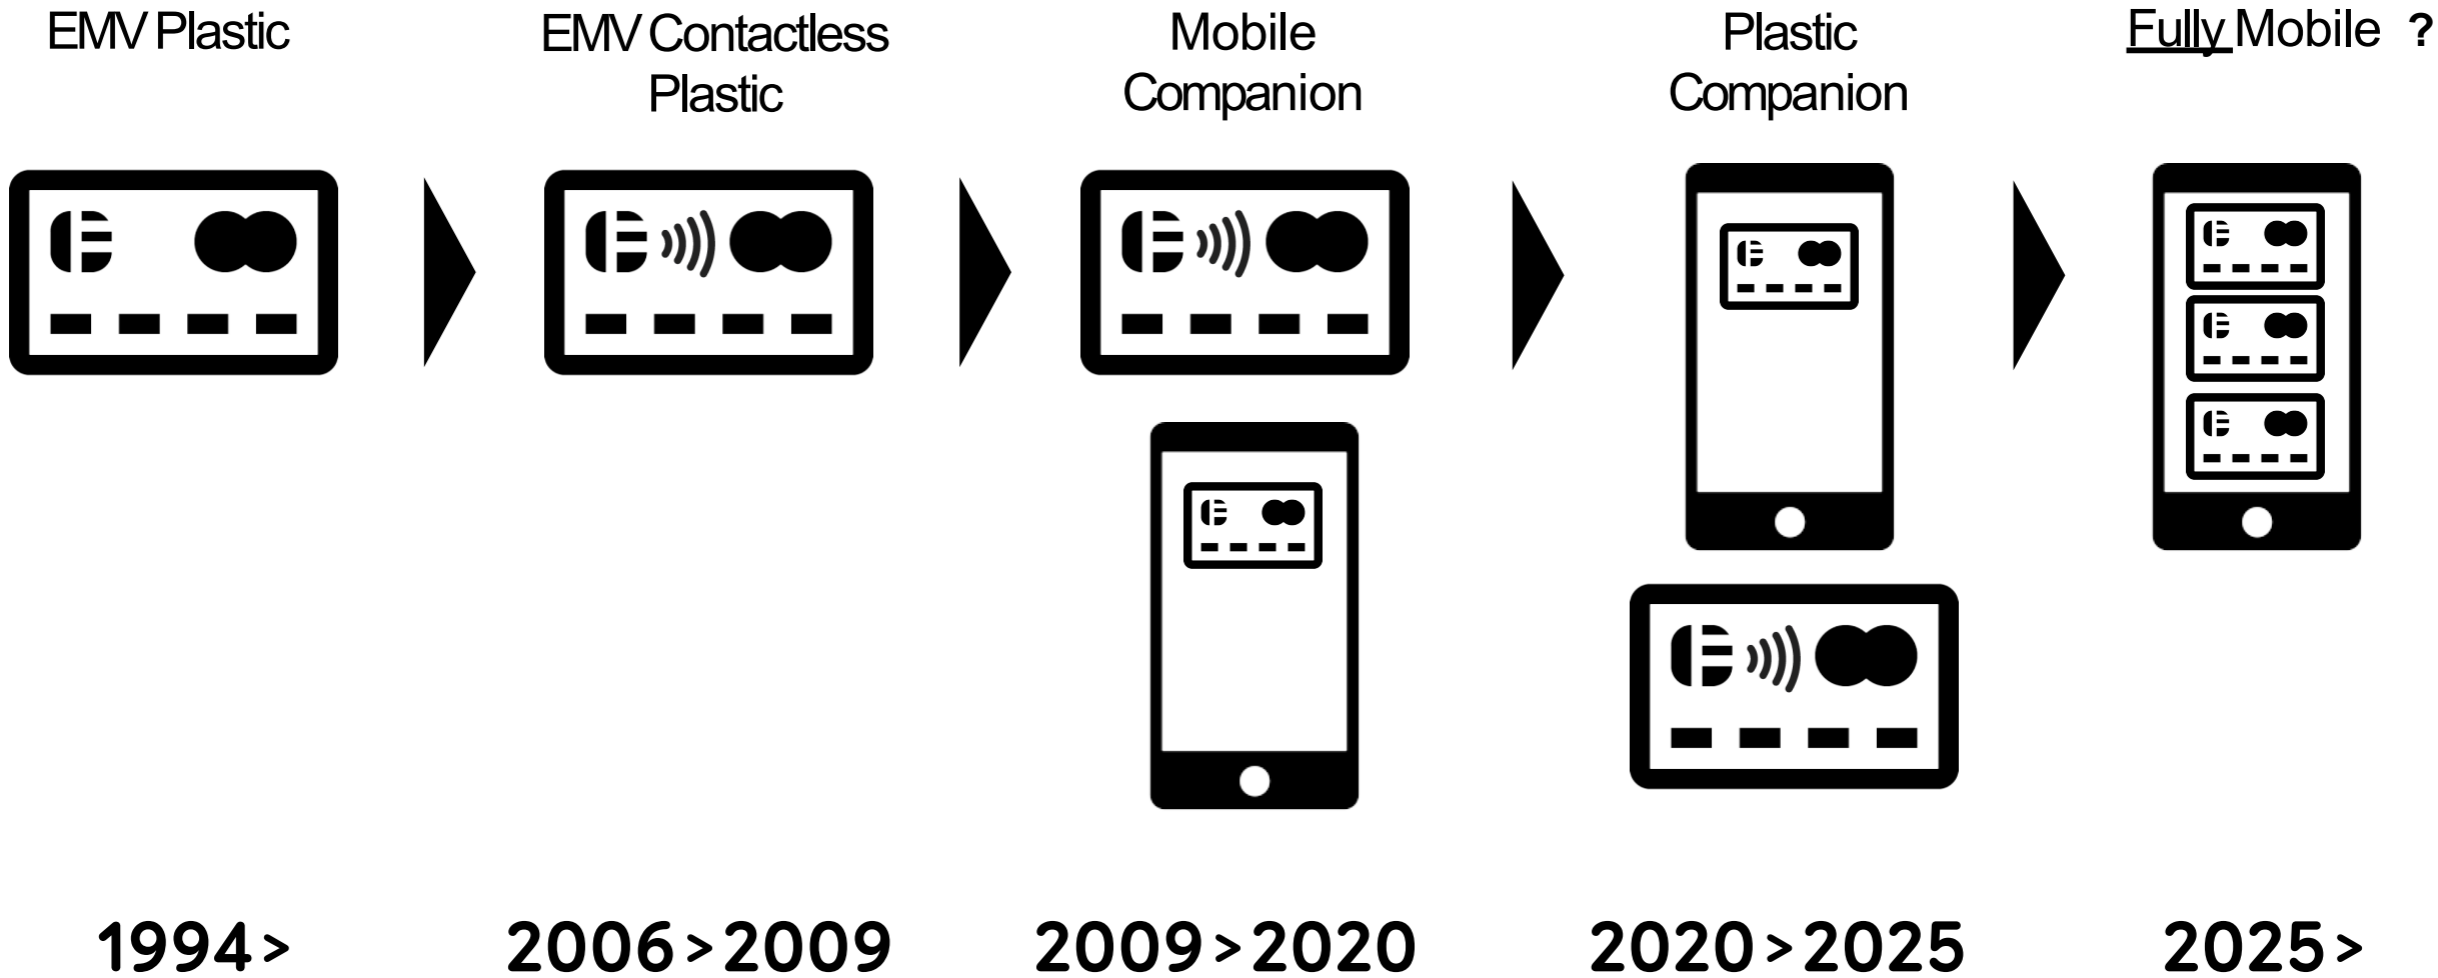 EMV Plastic
EMV Contactless
Plastic
Mobile
Companion
Plastic
Companion
Fully Mobile ?
1994>
2006>2009
2009>2020
2020>2025
2025>